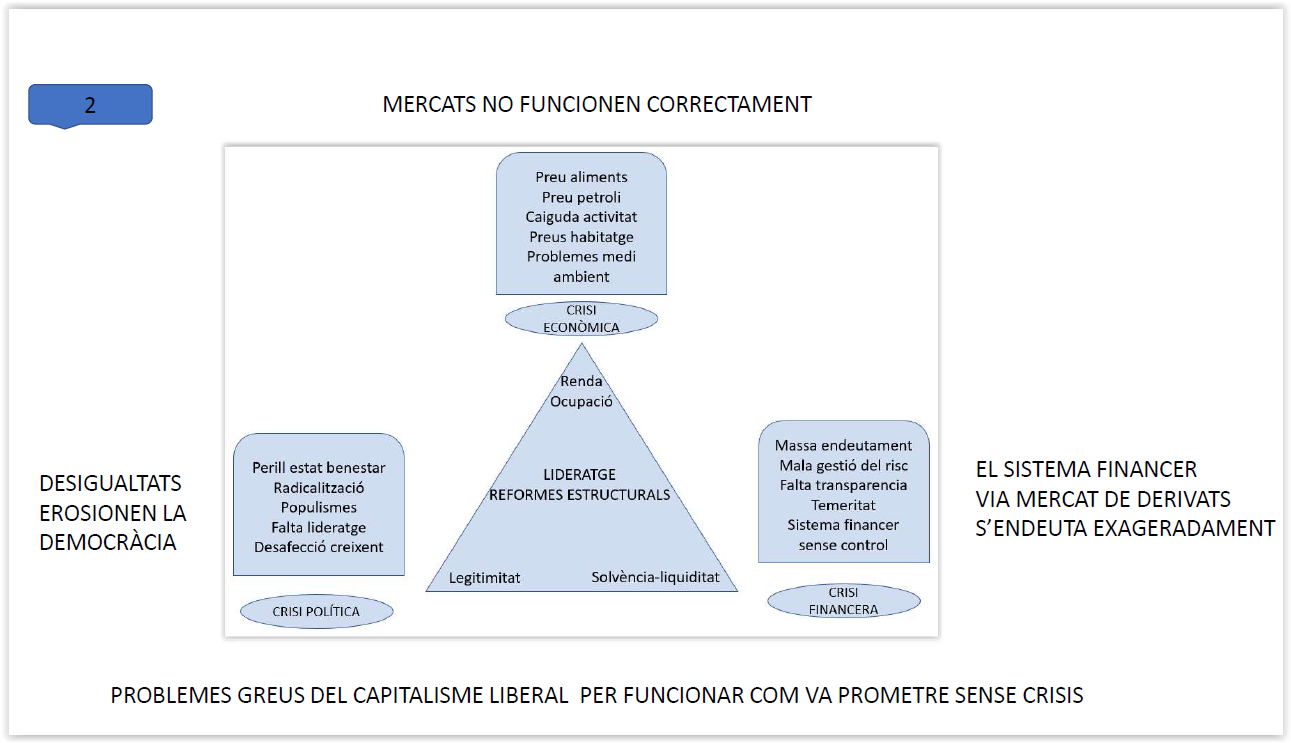 2
MERCATS NO FUNCIONEN CORRECTAMENT
Preu aliments
Preu petroli
Caiguda activitat
Preus habitatge
Problemes medi
ambient
CRISI
ECONÒMICA
Renda
Ocupació
LIDERATGE
REFORMES ESTRUCTURALS
Legitimitat
Solvència-liquiditat
DESIGUALTATS
EROSIONEN LA
DEMOCRÀCIA
Perill estat benestar
Radicalització
Populismes
Falta lideratge
Desafecció creixent
CRISI POLÍTICA
Massa endeutament
Mala gestió del risc
Falta transparencia
Temeritat
Sistema financer
sense control
CRISI
FINANCERA
EL SISTEMA FINANCER
VIA MERCAT DE DERIVATS
S’ENDEUTA EXAGERADAMENT
PROBLEMES GREUS DEL CAPITALISME LIBERAL PER FUNCIONAR COM VA PROMETRE SENSE CRISIS